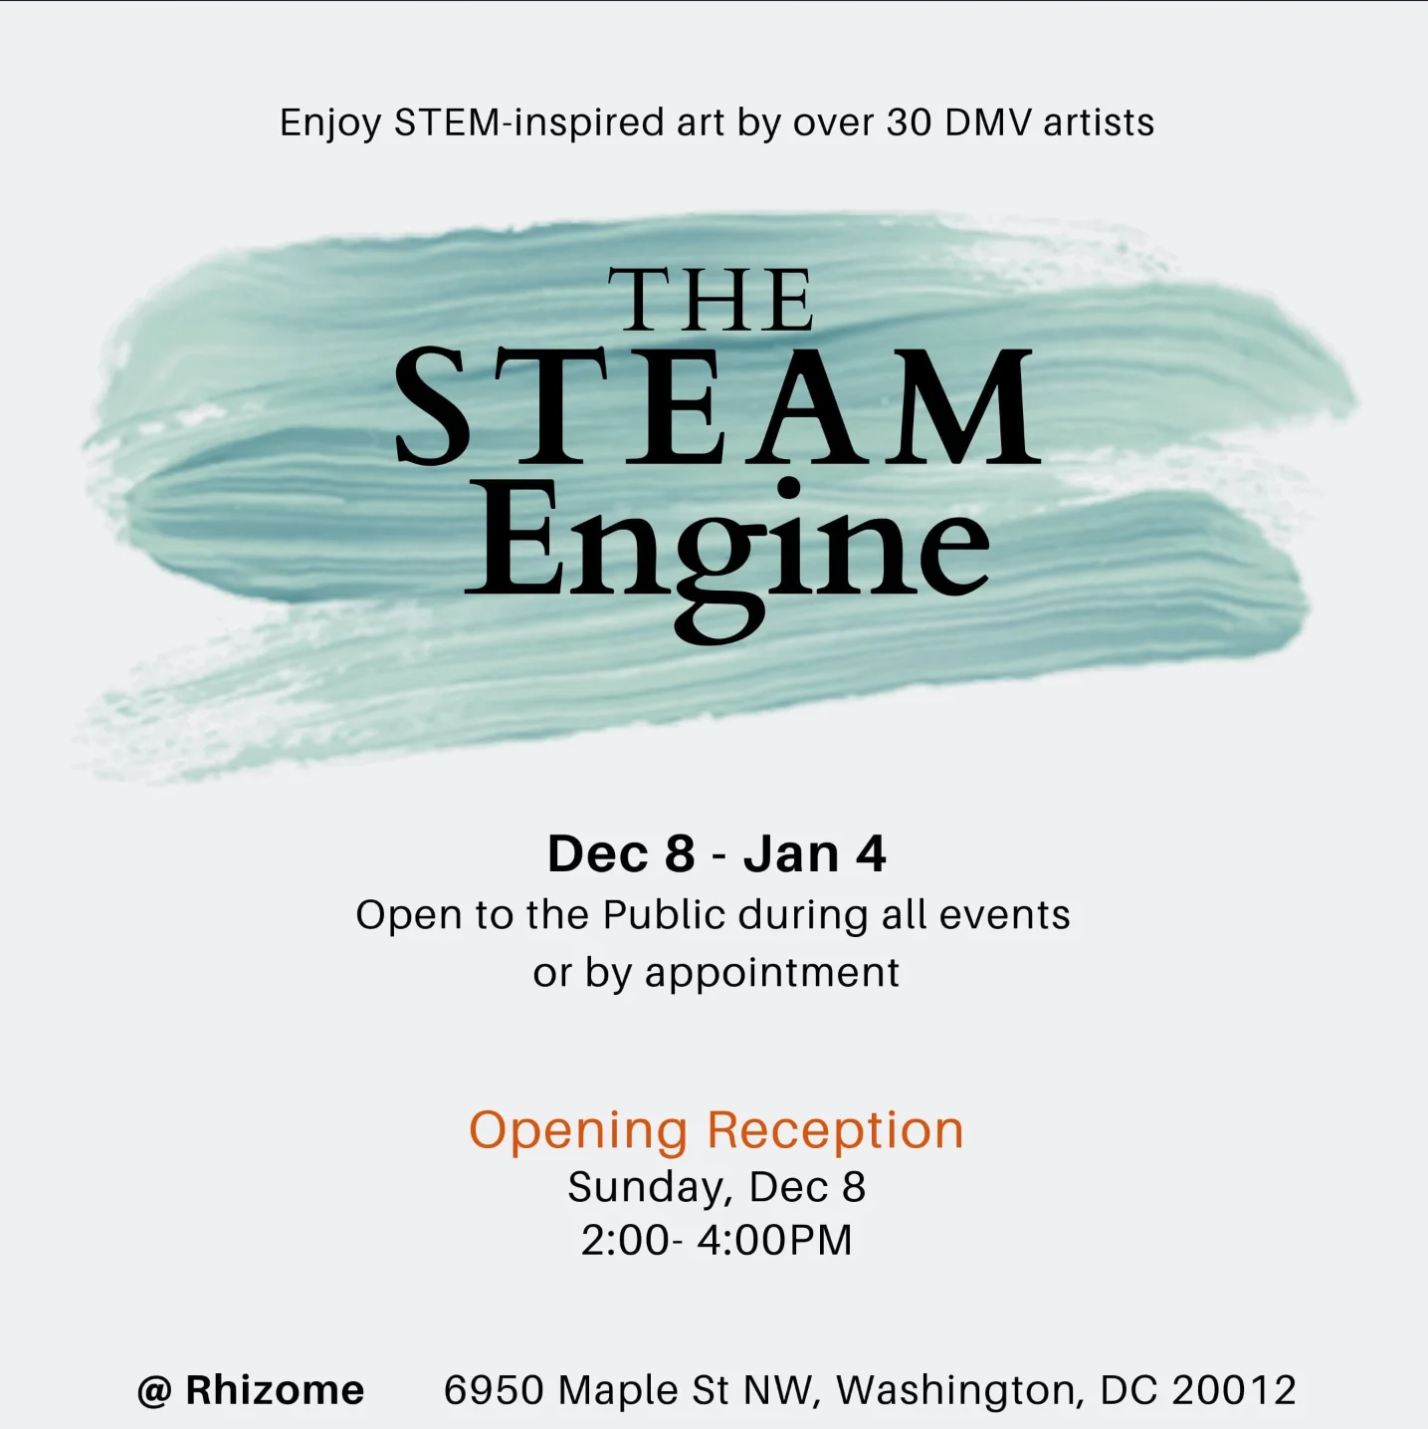 Enjoy STEM-inspired art by over 30 DMV artists
THE
STEAM
Engine
Dec 8 - Jan 4
Open to the Public during all events
or by appointment
Opening Reception
Sunday, Dec 8
2:00- 4:00PM
@ Rhizome 6950 Maple St NW, Washington, DC 20012